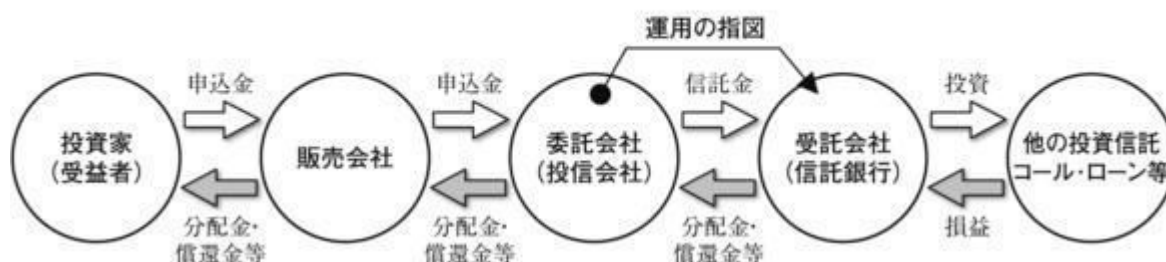 運用の指図
申込金
申込金
信託金
投資
投資家
(受益者)
販売会社
委託会社
(投信会社)
受託会社
(信託銀行)
他の投資信託
コール・ローン等
分配金・
償還金等
分配金・
償還金等
分配金・
償還金等
損益